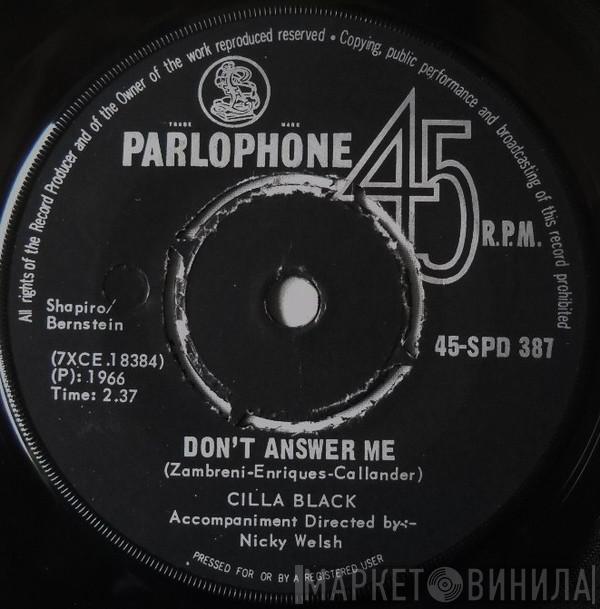 All rights of the Record Producer and of the Owner of the work reproduced reserved • Copying, public performance and broadcasting of this record prohibited
TRADE MARK
PARLOPHONE
45
R.P.M.
Shapiro/
Bernstein
45-SPD 387
(7XCE.18384)
(P): 1966
Time: 2.37
DON'T ANSWER ME
(Zambreni-Enriques-Callander)
CILLA BLACK
Accompaniment Directed by:-
Nicky Welsh
PRESSED FOR OR BY A REGISTERED USER
МАРКЕТ ВИНИЛА